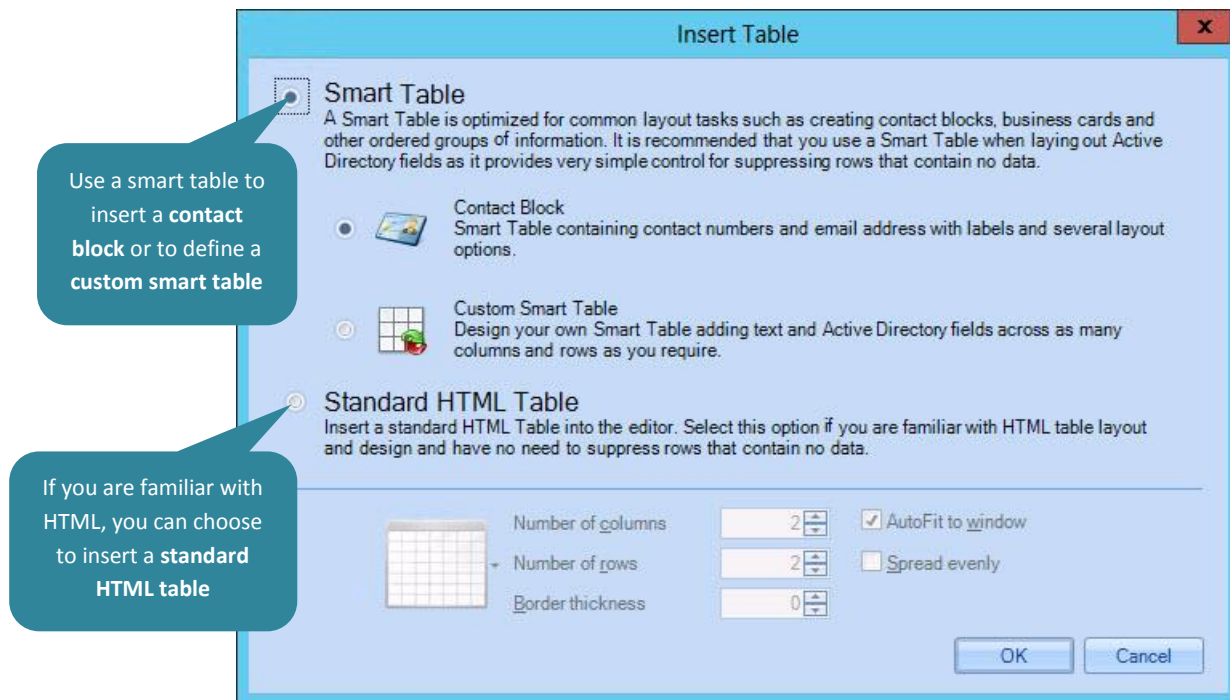 Insert Table
x
Smart Table
A Smart Table is optimized for common layout tasks such as creating contact blocks, business cards and
other ordered groups of information. It is recommended that you use a Smart Table when laying out Active
Directory fields as it provides very simple control for suppressing rows that contain no data.
Use a smart table to
insert a contact
block or to define a
custom smart table
Contact Block
Smart Table containing contact numbers and email address with labels and several layout
options.
Custom Smart Table
Design your own Smart Table adding text and Active Directory fields across as many
columns and rows as you require.
Standard HTML Table
Insert a standard HTML Table into the editor. Select this option if you are familiar with HTML table layout
and design and have no need to suppress rows that contain no data.
If you are familiar with
HTML, you can choose
to insert a standard
HTML table
Number of columns 2 AutoFit to window
Number of rows 2 Spread evenly
Border thickness 0
OK Cancel